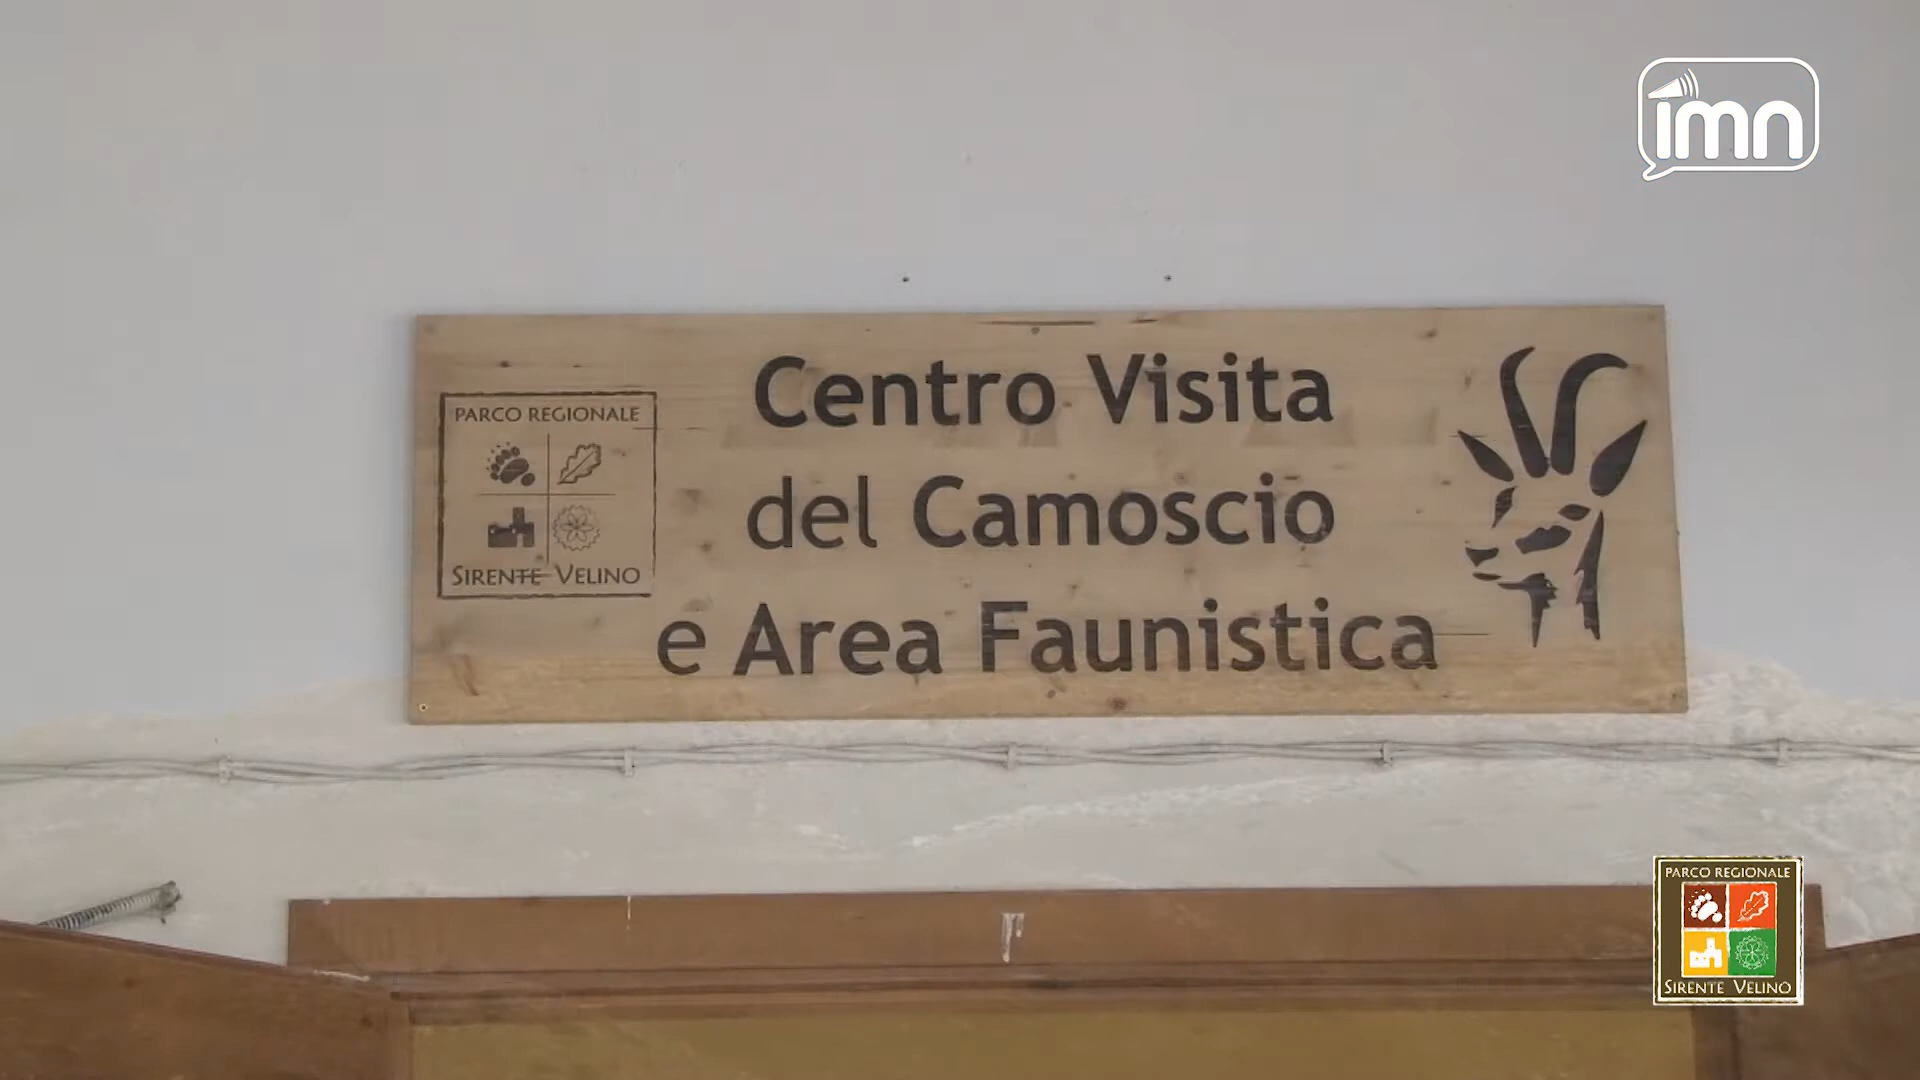 imn
PARCO REGIONALE
SIRENTE VELINO
Centro Visita
del Camoscio
e Area Faunistica
PARCO REGIONALE
SIRENTE VELINO